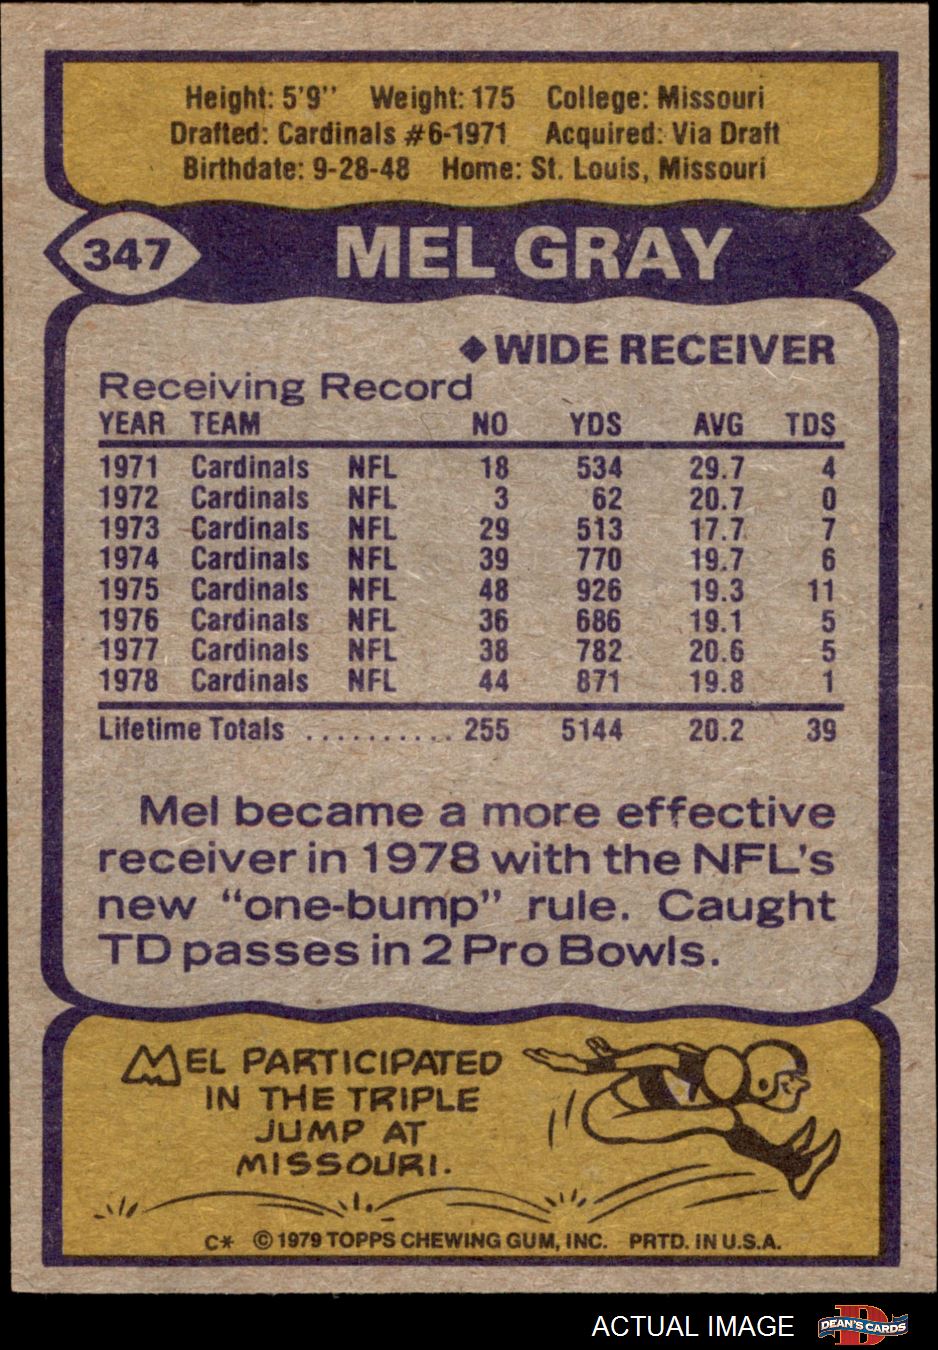 Height: 5'9'' Weight: 175 College: Missouri
Drafted: Cardinals #6-1971 Acquired: Via Draft
Birthdate: 9-28-48 Home: St. Louis, Missouri
347 MEL GRAY
◆WIDE RECEIVER
Receiving Record
YEAR TEAM NO YDS AVG TDS
1971 Cardinals NFL 18 534 29.7 4
1972 Cardinals NFL 3 62 20.7 0
1973 Cardinals NFL 29 513 17.7 7
1974 Cardinals NFL 39 770 19.7 6
1975 Cardinals NFL 48 926 19.3 11
1976 Cardinals NFL 36 686 19.1 5
1977 Cardinals NFL 38 782 20.6 5
1978 Cardinals NFL 44 871 19.8 1
Lifetime Totals .......... 255 5144 20.2 39
Mel became a more effective
receiver in 1978 with the NFL's
new "one-bump" rule. Caught
TD passes in 2 Pro Bowls.
MEL PARTICIPATED
IN THE TRIPLE
JUMP AT
MISSOURI.
C* © 1979 TOPPS CHEWING GUM, INC. PRTD. IN U.S.A.
ACTUAL IMAGE DEAN'S CARDS